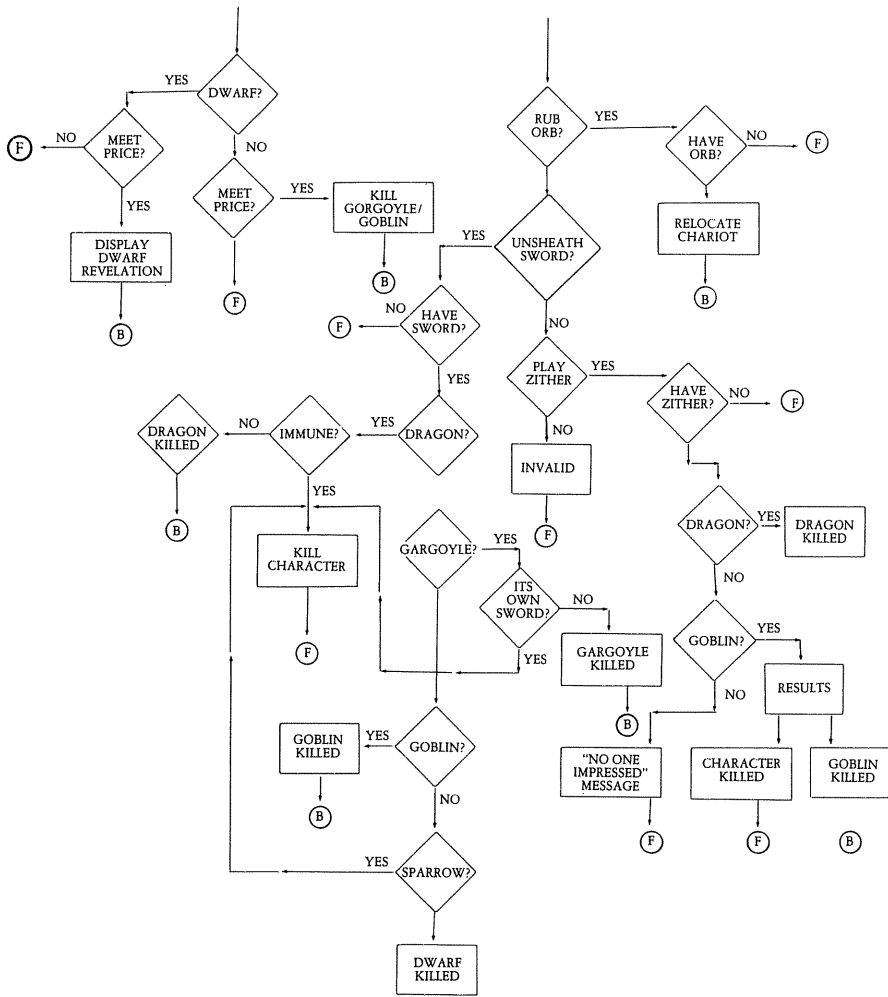 YES
DWARF?
NO
F
MEET
PRICE?
NO
YES
MEET
PRICE?
YES
KILL
GORGOYLE/
GOBLIN
DISPLAY
DWARF
REVELATION
B
F
B
RUB
ORB?
YES
HAVE
ORB?
NO
F
RELOCATE
CHARIOT
B
YES
UNSHEATH
SWORD?
NO
F
NO
HAVE
SWORD?
YES
PLAY
ZITHER
YES
HAVE
ZITHER?
NO
F
NO
INVALID
F
DRAGON
KILLED
NO
IMMUNE?
YES
DRAGON?
B
YES
KILL
CHARACTER
F
GARGOYLE?
YES
ITS
OWN
SWORD?
NO
YES
GARGOYLE
KILLED
B
DRAGON?
YES
DRAGON
KILLED
NO
GOBLIN?
YES
RESULTS
NO
"NO ONE
IMPRESSED"
MESSAGE
F
CHARACTER
KILLED
F
GOBLIN
KILLED
B
GOBLIN
KILLED
YES
GOBLIN?
B
NO
YES
SPARROW?
DWARF
KILLED